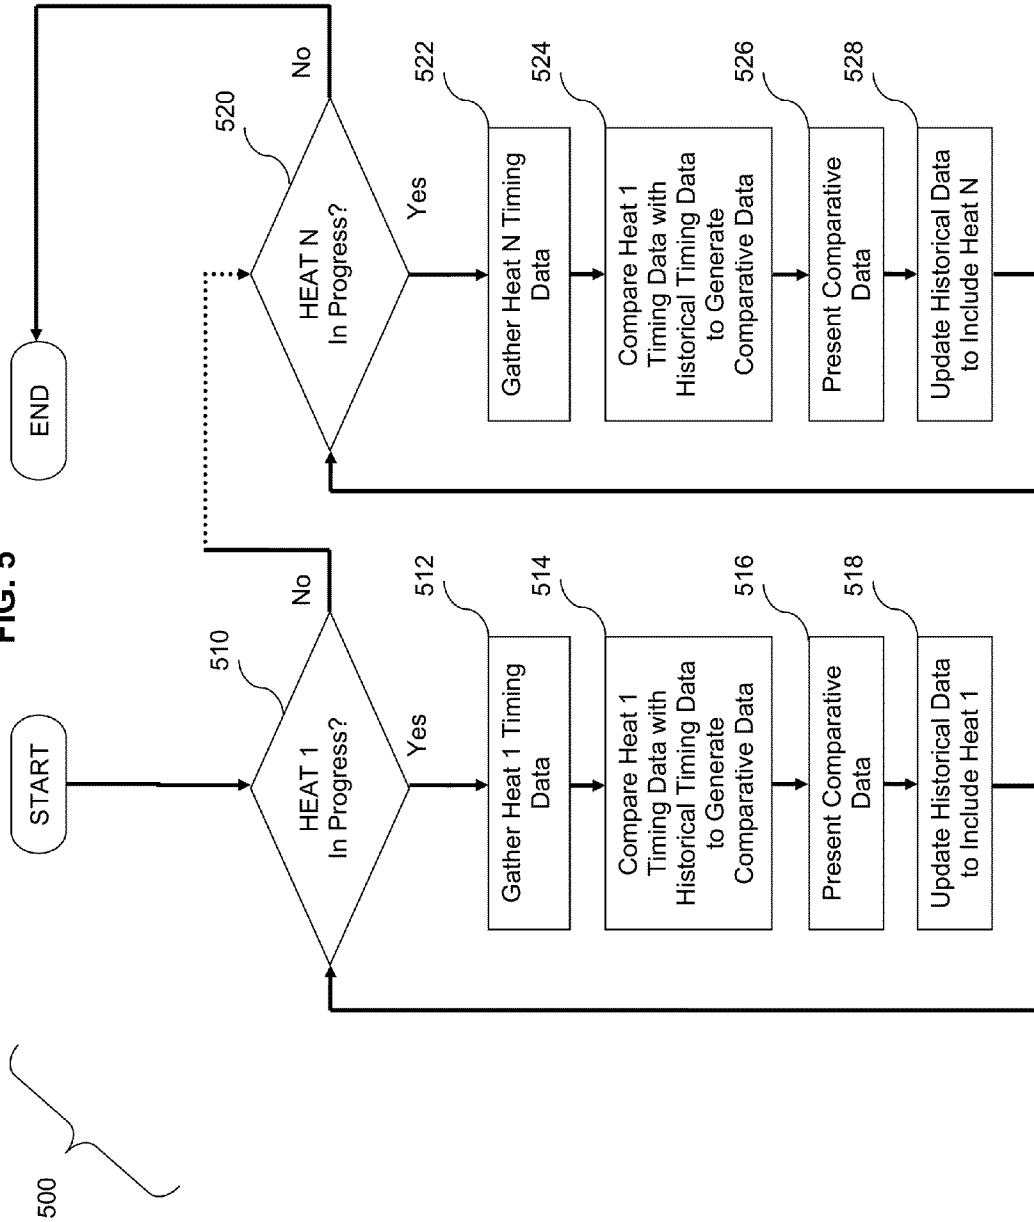 FIG. 5
500
START
510
HEAT 1
In Progress?
No
Yes
512
Gather Heat 1 Timing
Data
514
Compare Heat 1
Timing Data with
Historical Timing Data
to Generate
Comparative Data
516
Present Comparative
Data
518
Update Historical Data
to Include Heat 1
END
520
HEAT N
In Progress?
No
Yes
522
Gather Heat N Timing
Data
524
Compare Heat 1
Timing Data with
Historical Timing Data
to Generate
Comparative Data
526
Present Comparative
Data
528
Update Historical Data
to Include Heat N